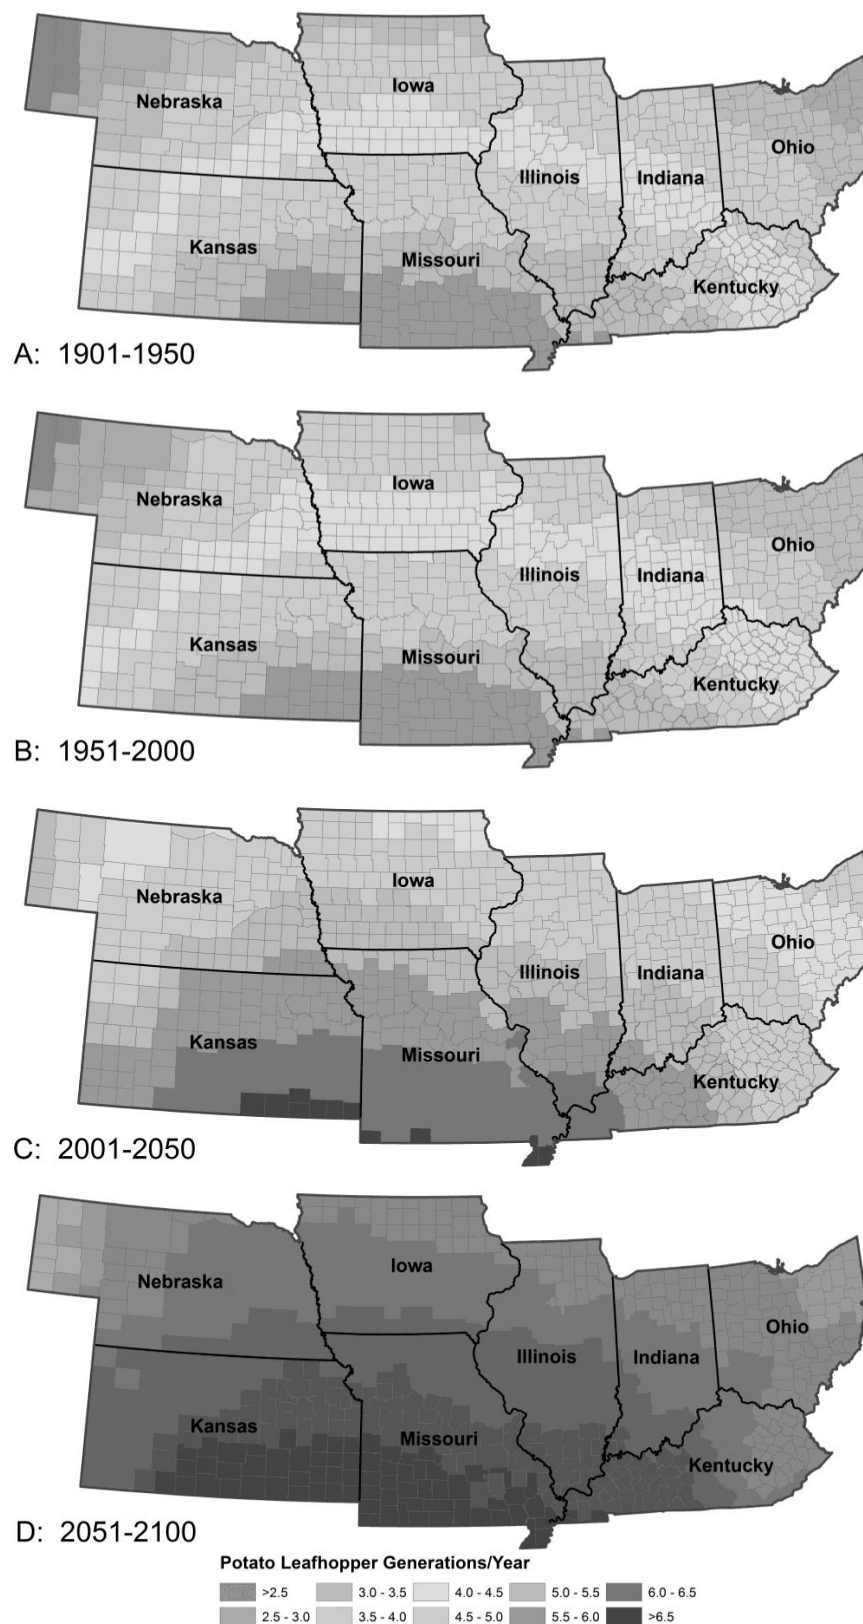 Nebraska
Iowa
Illinois
Indiana
Ohio
Kansas
Missouri
Kentucky
A: 1901-1950
Nebraska
Iowa
Illinois
Indiana
Ohio
Kansas
Missouri
Kentucky
B: 1951-2000
Nebraska
Iowa
Illinois
Indiana
Ohio
Kansas
Missouri
Kentucky
C: 2001-2050
Nebraska
Iowa
Illinois
Indiana
Ohio
Kansas
Missouri
Kentucky
D: 2051-2100
Potato Leafhopper Generations/Year
>2.5 3.0 - 3.5 4.0 - 4.5 5.0 - 5.5 6.0 - 6.5
2.5 - 3.0 3.5 - 4.0 4.5 - 5.0 5.5 - 6.0 >6.5